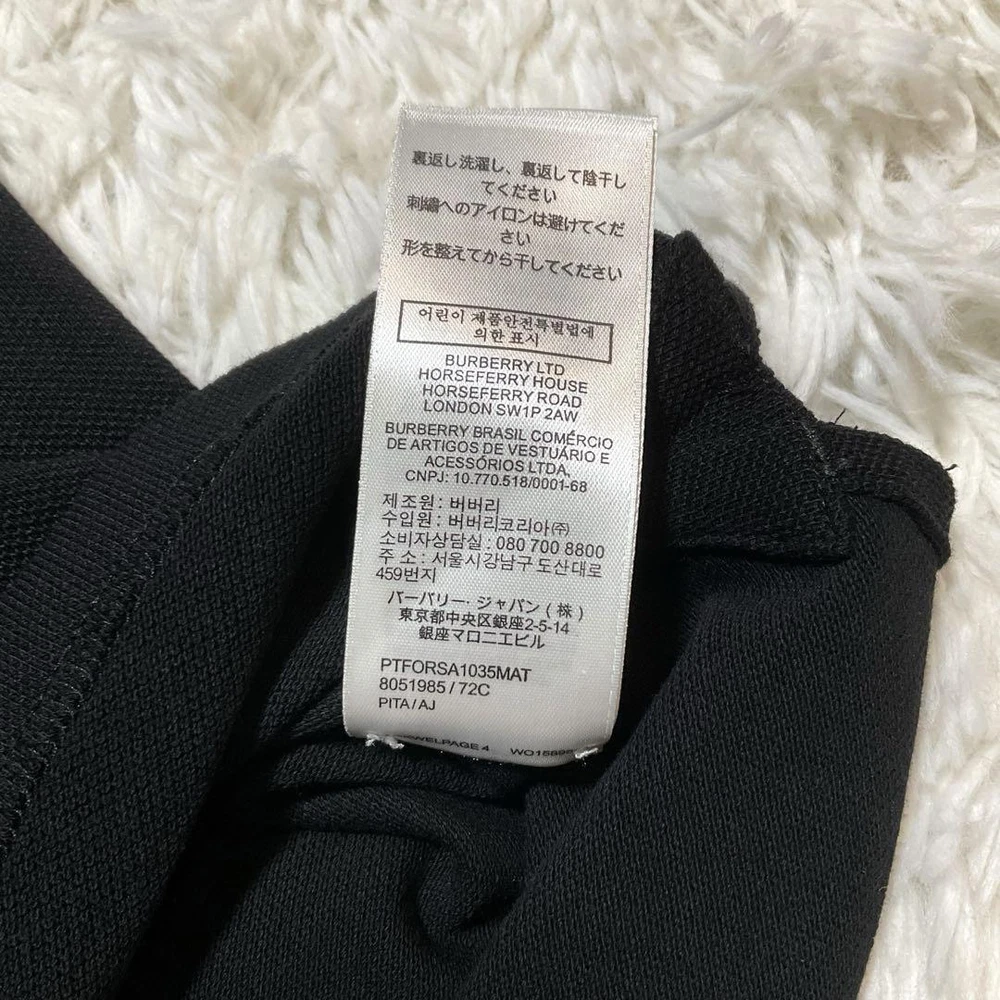 裏返し洗濯し、裏返して陰干し
てください
刺繍へのアイロンは避けてくだ
さい
形を整えてから干してください
어린이 제품안전특별법에
의한 표시
BURBERRY LTD
HORSEFERRY HOUSE
HORSEFERRY ROAD
LONDON SW1P 2AW
BURBERRY BRASIL COMÉRCIO
DE ARTIGOS DE VESTUÁRIO E
ACESSÓRIOS LTDA.
CNPJ: 10.770.518/0001-68
제조원: 버버리
수입원: 버버리코리아㈜
소비자상담실: 080 700 8800
주 소: 서울시강남구 도산대로
459번지
バーバリー・ジャパン(株)
東京都中央区銀座2-5-14
銀座マロニエビル
PTFORSA1035MAT
8051985/72C
PITA/AJ
4